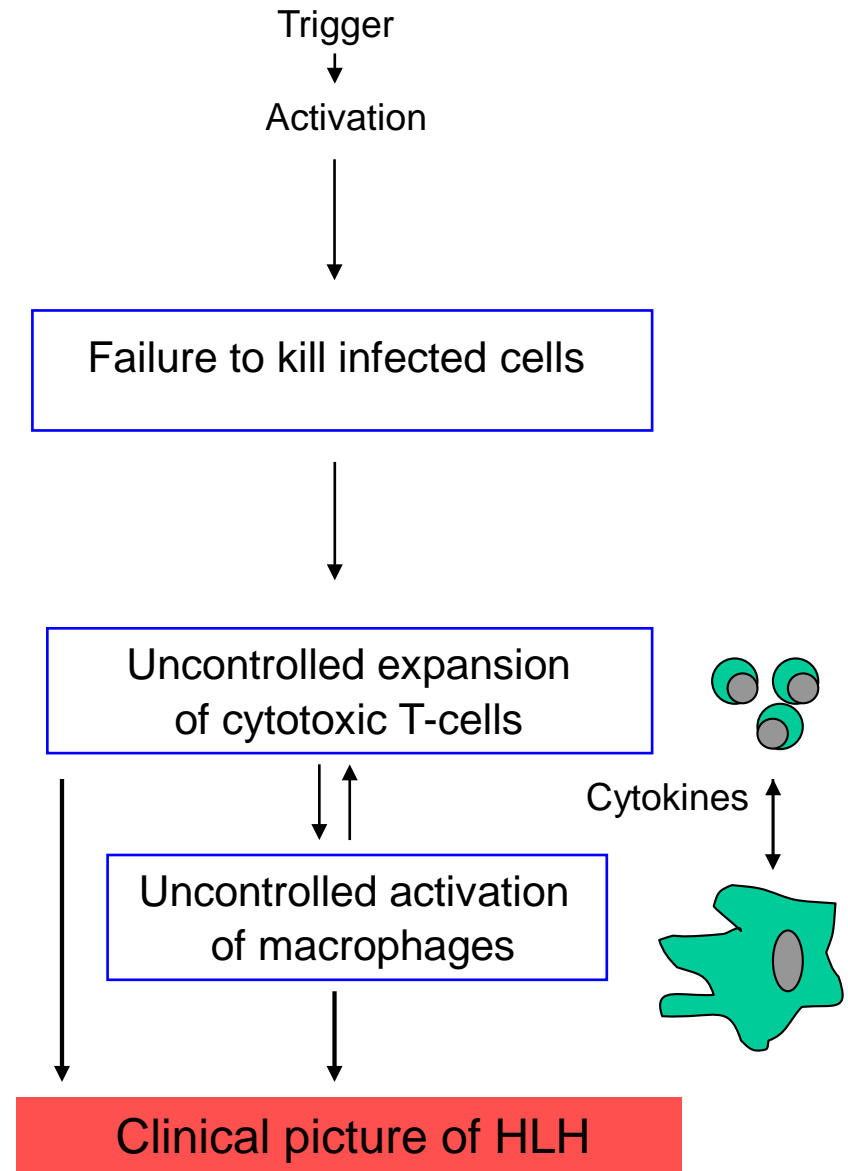 Trigger
Activation
Failure to kill infected cells
Uncontrolled expansion
of cytotoxic T-cells
Cytokines
Uncontrolled activation
of macrophages
Clinical picture of HLH